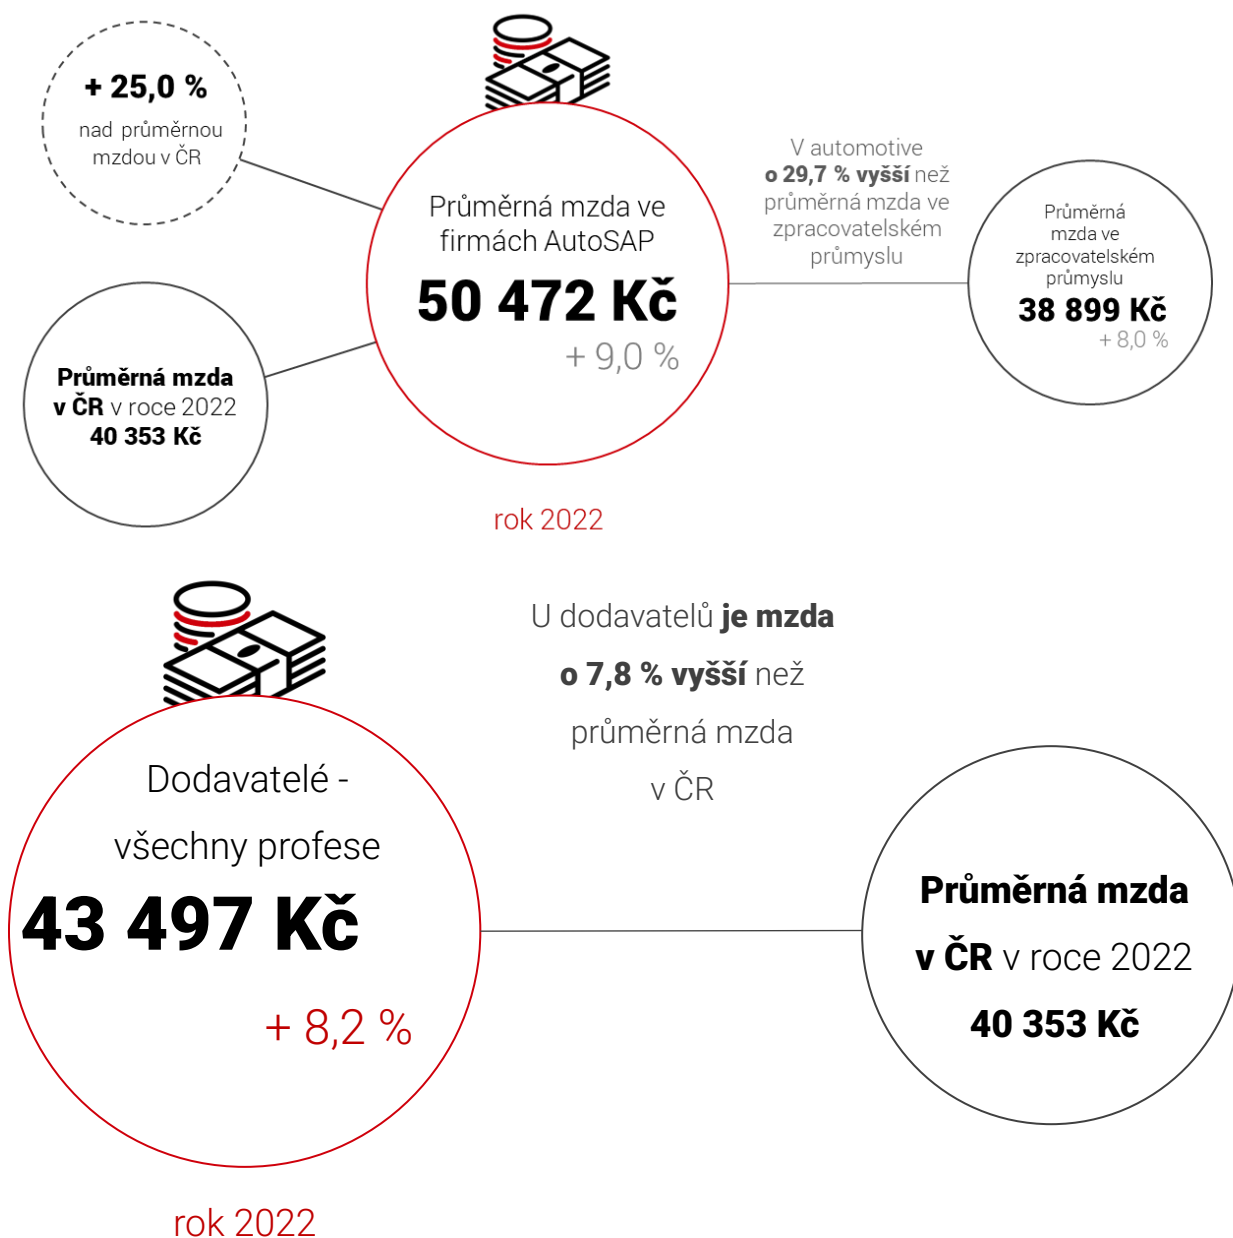 + 25,0 %
nad průměrnou
mzdou v ČR
Průměrná mzda ve
firmách AutoSAP
50 472 Kč
+ 9,0 %
V automotive
o 29,7 % vyšší než
průměrná mzda ve
zpracovatelském
průmyslu
Průměrná
mzda ve
zpracovatelském
průmyslu
38 899 Kč
+ 8,0 %
Průměrná mzda
v ČR v roce 2022
40 353 Kč
rok 2022
U dodavatelů je mzda
o 7,8 % vyšší než
průměrná mzda
v ČR
Dodavatelé -
všechny profese
43 497 Kč
+ 8,2 %
Průměrná mzda
v ČR v roce 2022
40 353 Kč
rok 2022